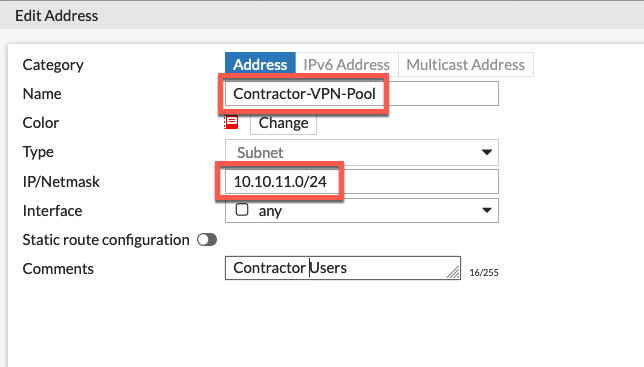 Edit Address
Category Address IPv6 Address Multicast Address
Name Contractor-VPN-Pool
Color Change
Type Subnet
IP/Netmask 10.10.11.0/24
Interface any
Static route configuration
Comments Contractor Users 16/255